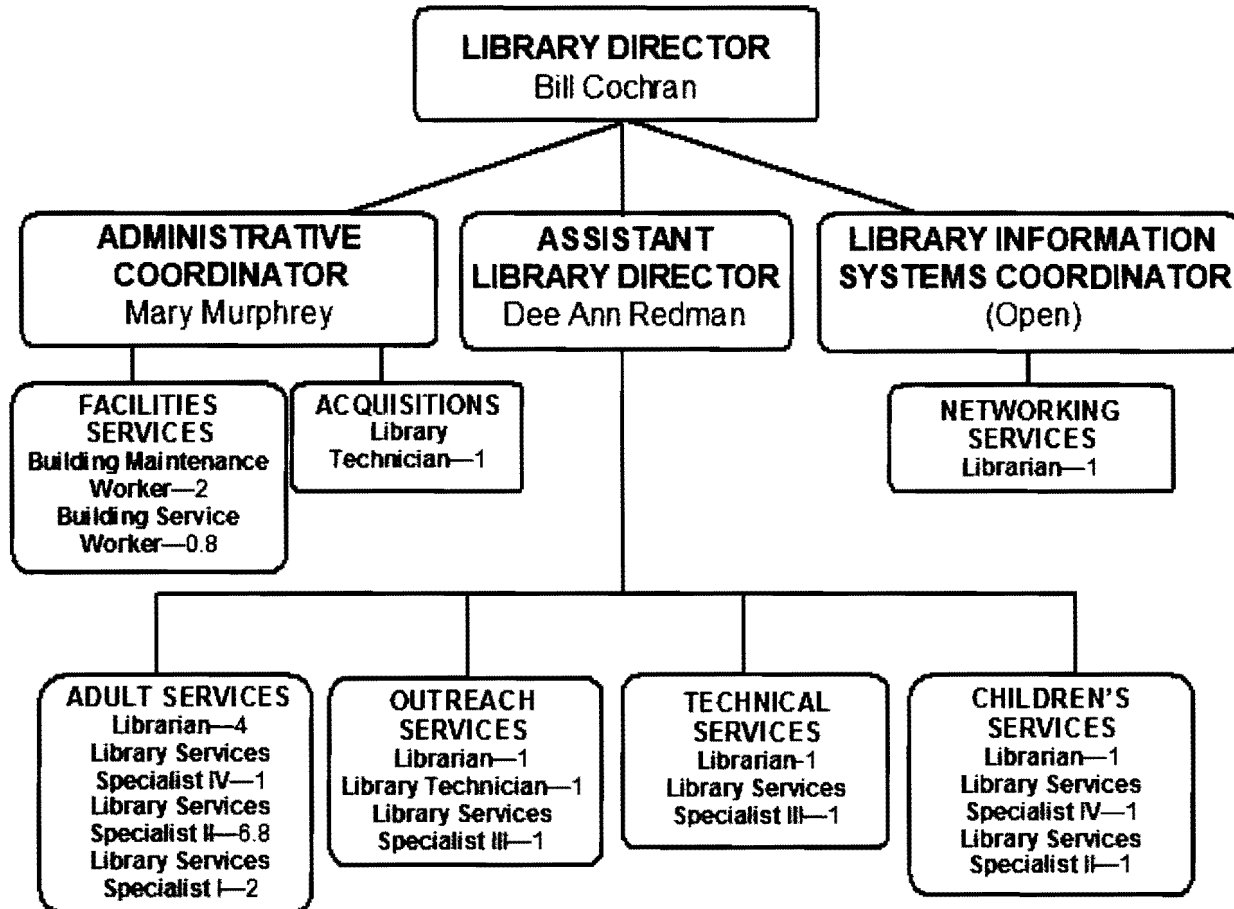 LIBRARY DIRECTOR
Bill Cochran
ADMINISTRATIVE
COORDINATOR
Mary Murphrey
ASSISTANT
LIBRARY DIRECTOR
Dee Ann Redman
LIBRARY INFORMATION
SYSTEMS COORDINATOR
(Open)
FACILITIES
SERVICES
Building Maintenance
Worker—2
Building Service
Worker—0.8
ACQUISITIONS
Library
Technician—1
NETWORKING
SERVICES
Librarian—1
ADULT SERVICES
Librarian—4
Library Services
Specialist IV—1
Library Services
Specialist II—6.8
Library Services
Specialist I—2
OUTREACH
SERVICES
Librarian—1
Library Technician—1
Library Services
Specialist III—1
TECHNICAL
SERVICES
Librarian-1
Library Services
Specialist III—1
CHILDREN'S
SERVICES
Librarian—1
Library Services
Specialist IV—1
Library Services
Specialist II—1